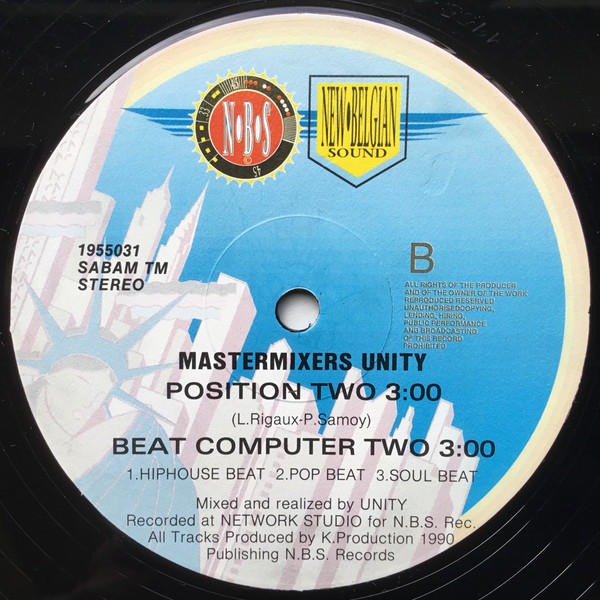 33
45
N•B•S
45
NEW•BELGIAN
SOUND
1955031
SABAM TM
STEREO
B
ALL RIGHTS OF THE PRODUCER
AND OF THE OWNER OF THE WORK
REPRODUCED RESERVED
UNAUTHORISEDCOPYING,
LENDING, HIRING,
PUBLIC PERFORMANCE
AND BROADCASTING
OF THIS RECORD
PROHIBITED
MASTERMIXERS UNITY
POSITION TWO 3:00
(L.Rigaux-P.Samoy)
BEAT COMPUTER TWO 3:00
1.HIPHOUSE BEAT 2.POP BEAT 3.SOUL BEAT
Mixed and realized by UNITY
Recorded at NETWORK STUDIO for N.B.S. Rec.
All Tracks Produced by K.Production 1990
Publishing N.B.S. Records